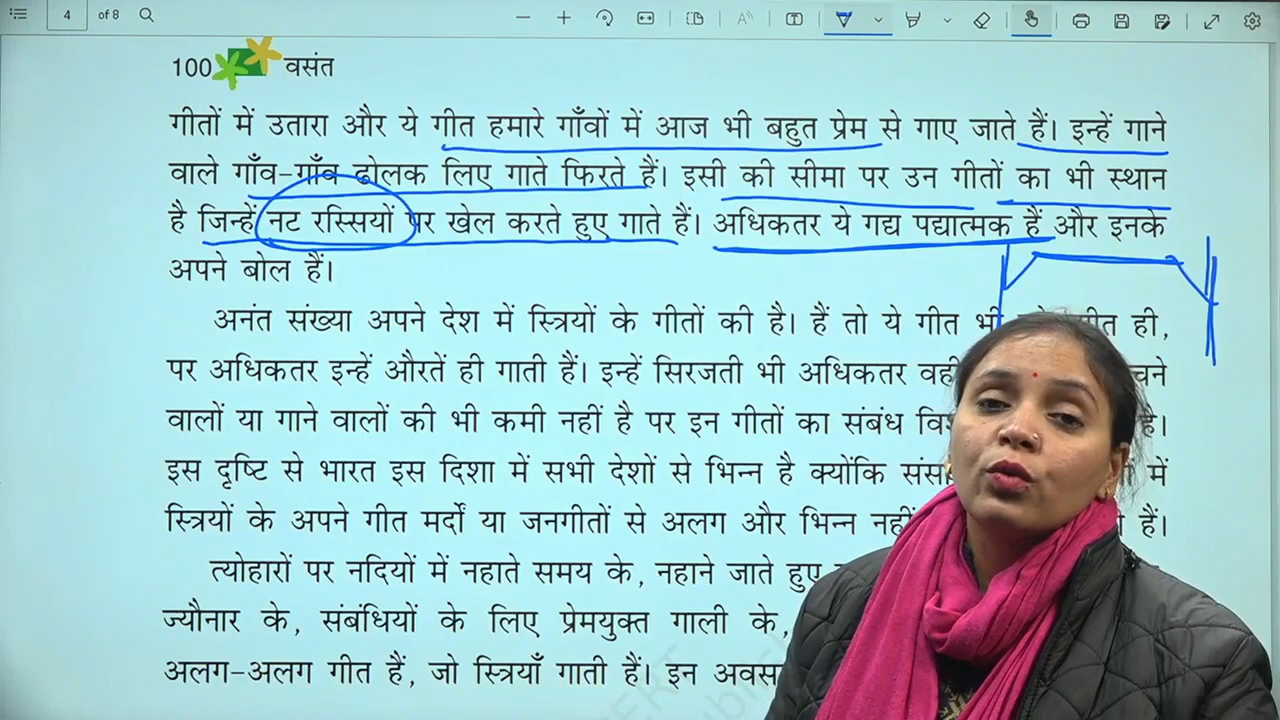 4 of 8
100 वसंत
गीतों में उतारा और ये गीत हमारे गाँवों में आज भी बहुत प्रेम से गाए जाते हैं। इन्हें गाने
वाले गाँव-गाँव ढोलक लिए गाते फिरते हैं। इसी की सीमा पर उन गीतों का भी स्थान
है जिन्हें नट रस्सियों पर खेल करते हुए गाते हैं। अधिकतर ये गद्य पद्यात्मक हैं और इनके
अपने बोल हैं।
अनंत संख्या अपने देश में स्त्रियों के गीतों की है। हैं तो ये गीत भी ही,
पर अधिकतर इन्हें औरतें ही गाती हैं। इन्हें सिरजती भी अधिकतर वही
वालों या गाने वालों की भी कमी नहीं है पर इन गीतों का संबंध है।
इस दृष्टि से भारत इस दिशा में सभी देशों से भिन्न है क्योंकि में
स्त्रियों के अपने गीत मर्दों या जनगीतों से अलग और भिन्न नहीं हैं।
त्योहारों पर नदियों में नहाते समय के, नहाने जाते हुए
ज्यौनार के, संबंधियों के लिए प्रेमयुक्त गाली के,
अलग-अलग गीत हैं, जो स्त्रियाँ गाती हैं। इन